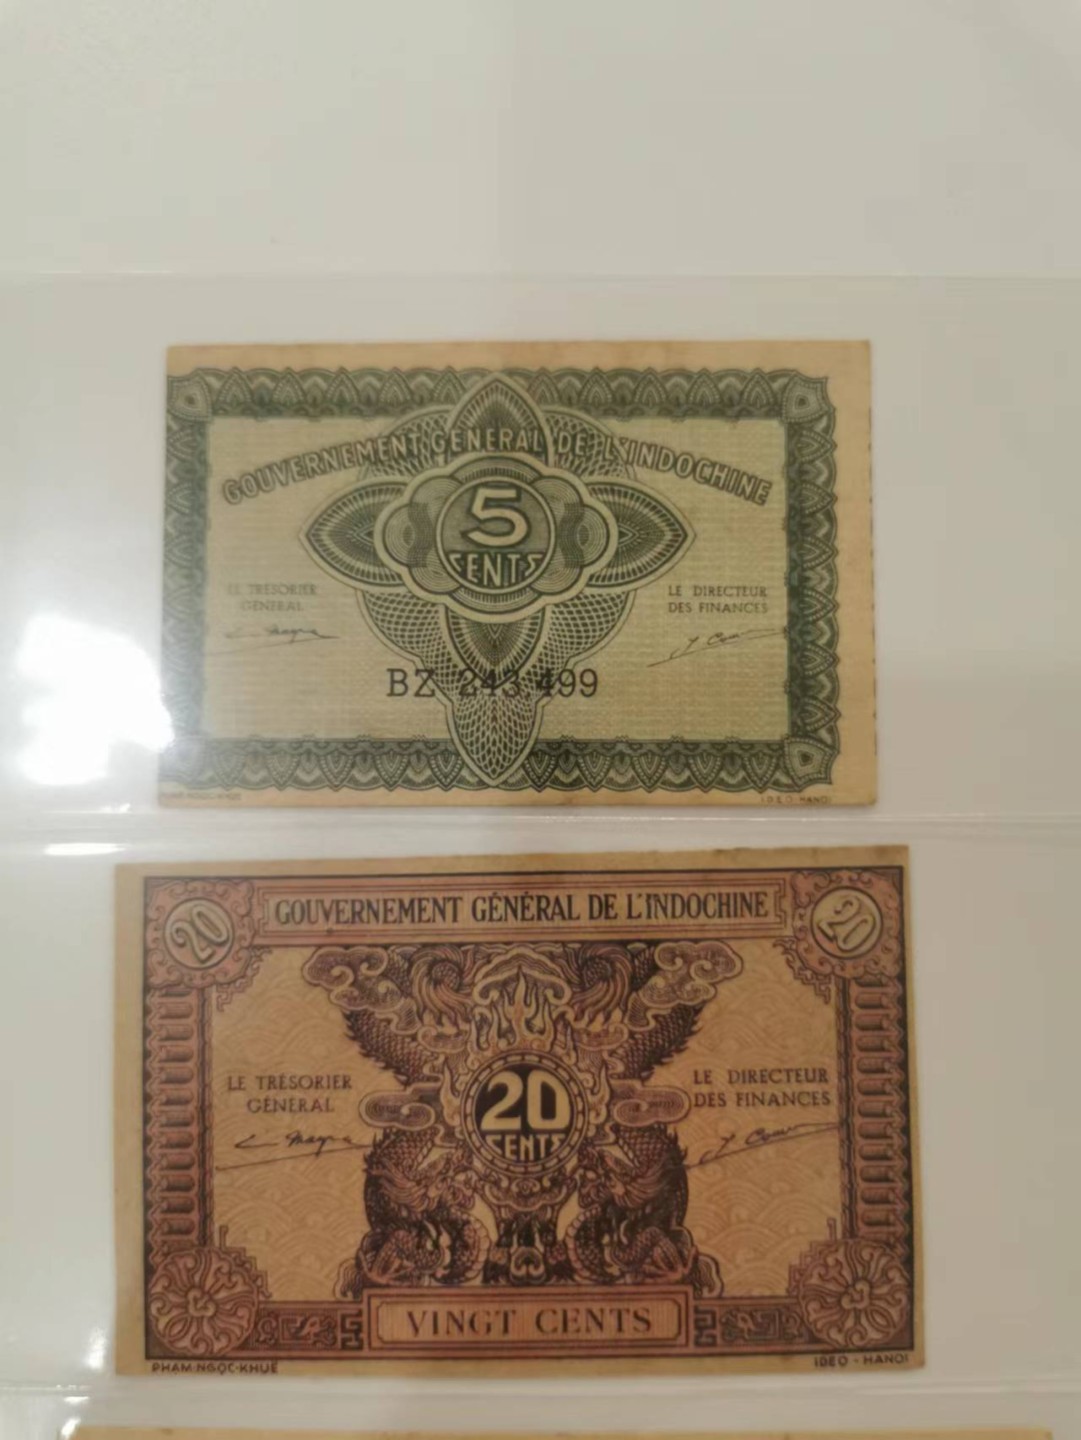 GOUVERNEMENT GÉNÉRAL DE L'INDOCHINE
5
CENTS
LE TRÉSORIER
GÉNÉRAL
LE DIRECTEUR
DES FINANCES
BZ 243,499
IDEO-HANOI
GOUVERNEMENT GÉNÉRAL DE L'INDOCHINE
20
20
LE TRÉSORIER
GÉNÉRAL
20
CENTS
LE DIRECTEUR
DES FINANCES
VINGT CENTS
PHAM-NGỌC-KHUÊ
IDEO - HANOI